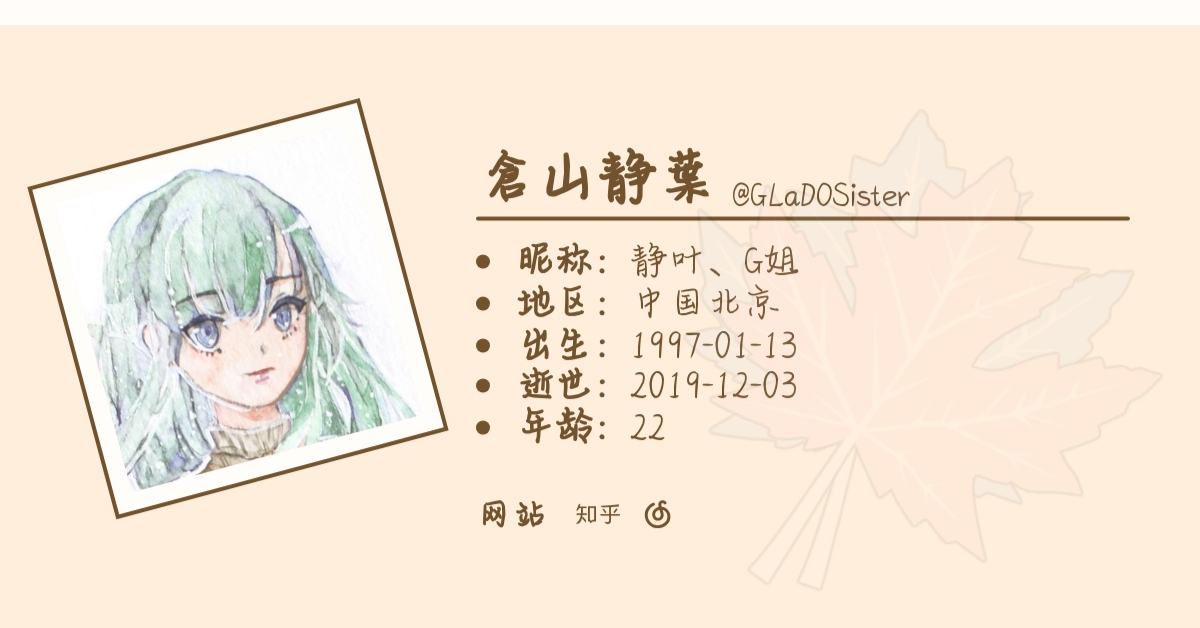 倉山静葉 @GLaDOSister
• 昵称：静叶、G姐
• 地区：中国北京
• 出生：1997-01-13
• 逝世：2019-12-03
• 年龄：22
网站 知乎